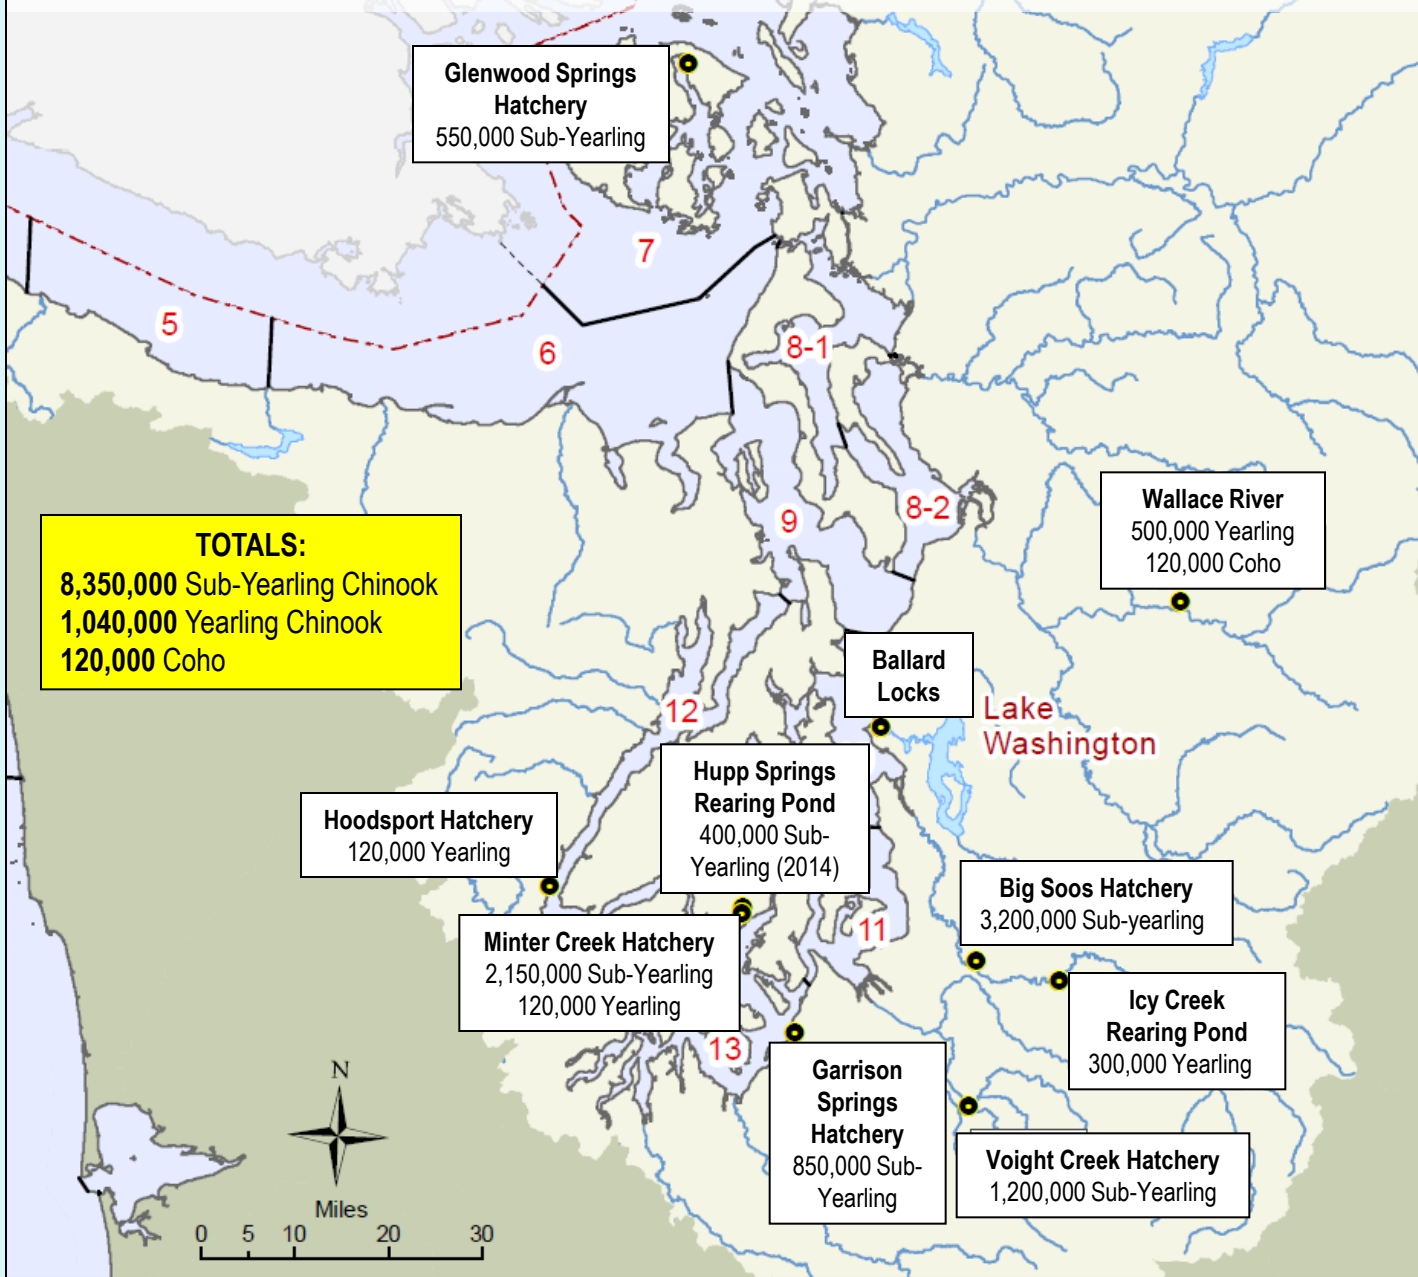 Glenwood Springs
Hatchery
550,000 Sub-Yearling
7
5
6
8-1
8-2
9
Wallace River
500,000 Yearling
120,000 Coho
TOTALS:
8,350,000 Sub-Yearling Chinook
1,040,000 Yearling Chinook
120,000 Coho
Ballard
Locks
12
Lake
Washington
Hupp Springs
Rearing Pond
400,000 Sub-
Yearling (2014)
Hoodsport Hatchery
120,000 Yearling
Big Soos Hatchery
3,200,000 Sub-yearling
11
Minter Creek Hatchery
2,150,000 Sub-Yearling
120,000 Yearling
Icy Creek
Rearing Pond
300,000 Yearling
13
Garrison
Springs
Hatchery
850,000 Sub-
Yearling
Voight Creek Hatchery
1,200,000 Sub-Yearling
N
Miles
0 5 10 20 30